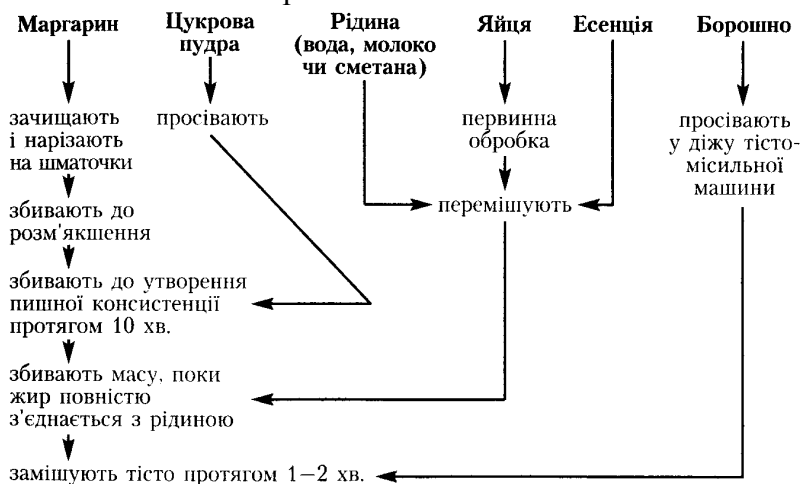 Маргарин
Цукрова
пудра
Рідина
(вода, молоко
чи сметана)
Яйця
Есенція
Борошно
зачищають
і нарізають
на шматочки
просівають
первинна
обробка
просівають
у діжу тісто-
місильної
машини
збивають до
розм'якшення
перемішують
збивають до утворення
пишної консистенції
протягом 10 хв.
збивають масу, поки
жир повністю
з'єднається з рідиною
замішують тісто протягом 1–2 хв.